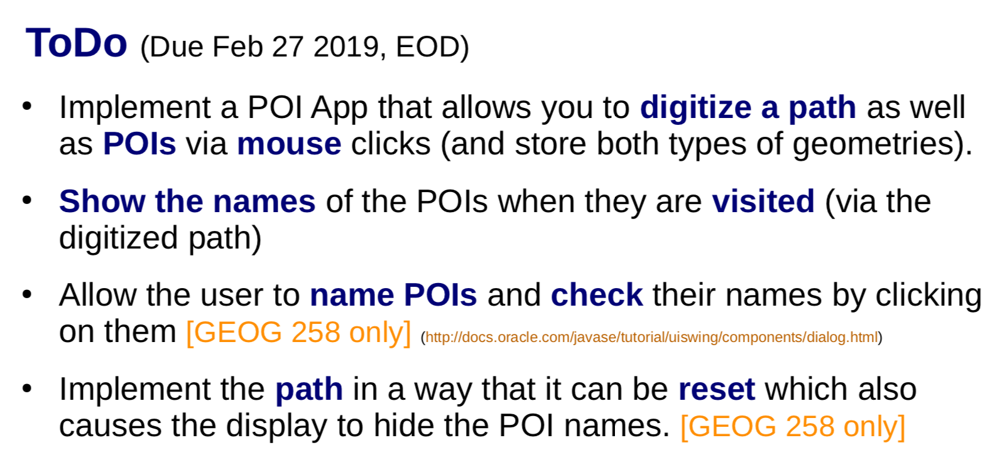 ToDo (Due Feb 27 2019, EOD)
• Implement a POI App that allows you to digitize a path as well
as POIs via mouse clicks (and store both types of geometries).
• Show the names of the POIs when they are visited (via the
digitized path)
• Allow the user to name POIs and check their names by clicking
on them [GEOG 258 only] (http://docs.oracle.com/javase/tutorial/uiswing/components/dialog.html)
• Implement the path in a way that it can be reset which also
causes the display to hide the POI names. [GEOG 258 only]